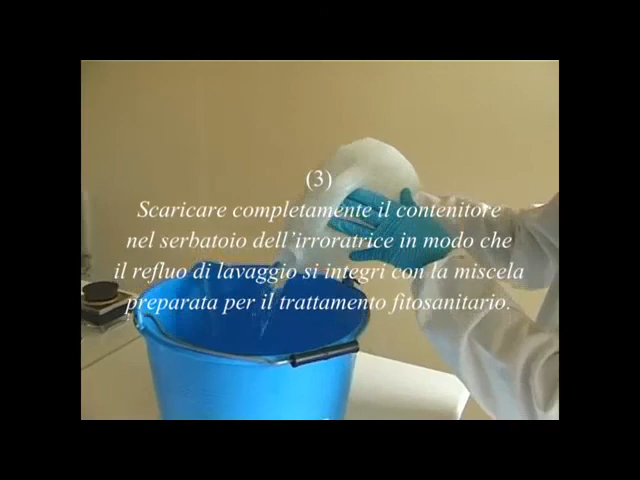 (3)
Scaricare completamente il contenitore
nel serbatoio dell'irroratrice in modo che
il refluo di lavaggio si integri con la miscela
preparata per il trattamento fitosanitario.